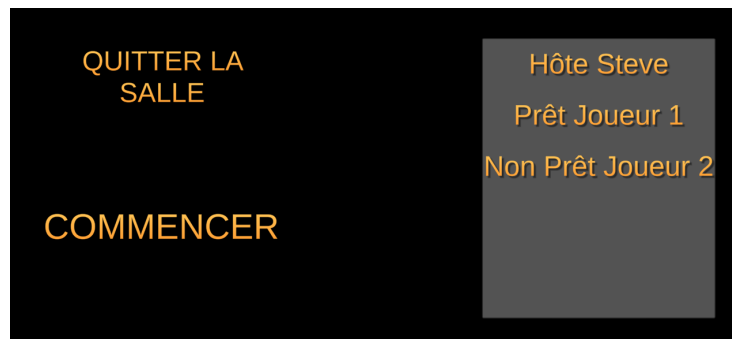 QUITTER LA
SALLE
COMMENCER
Hôte Steve
Prêt Joueur 1
Non Prêt Joueur 2